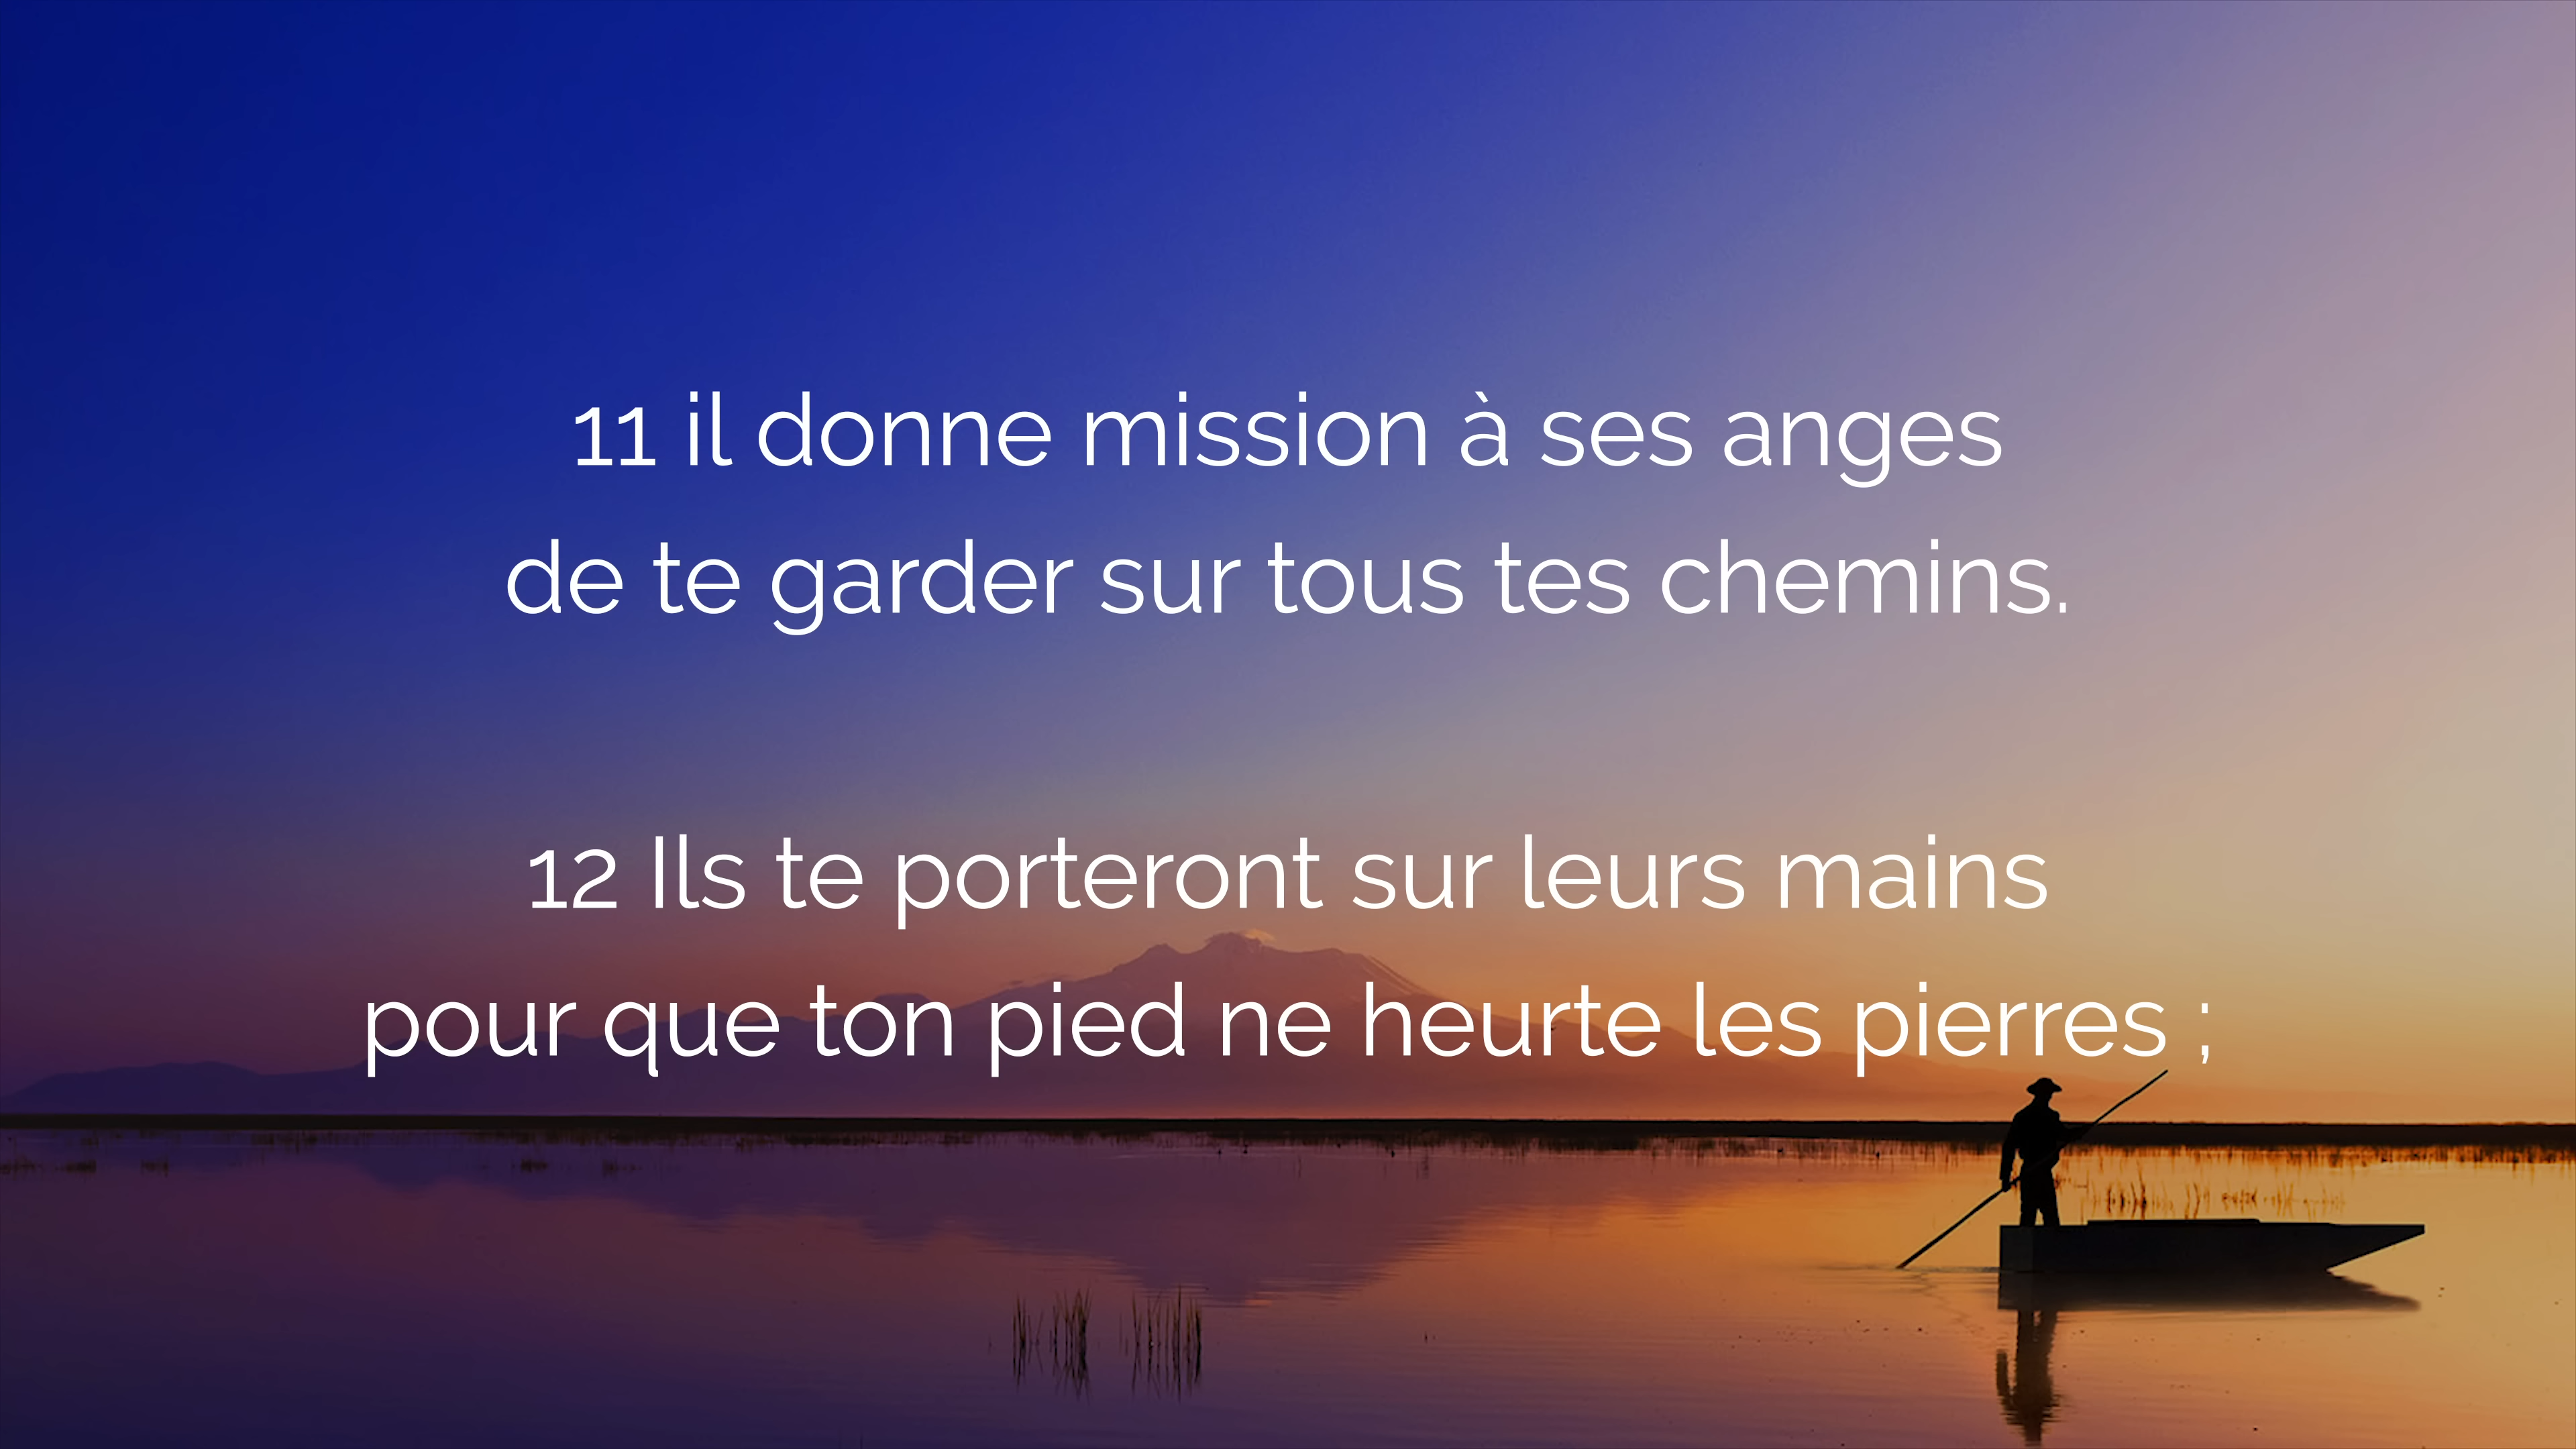 11 il donne mission à ses anges
de te garder sur tous tes chemins.
12 Ils te porteront sur leurs mains
pour que ton pied ne heurte les pierres ;